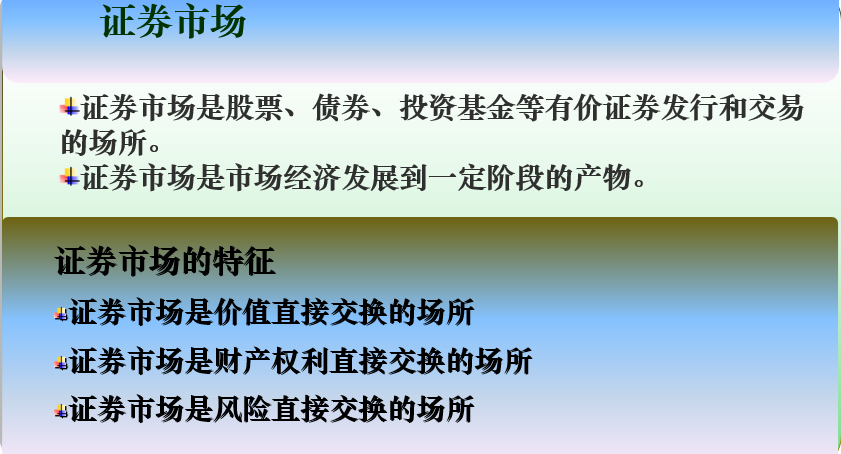 证券市场
证券市场是股票、债券、投资基金等有价证券发行和交易
的场所。
证券市场是市场经济发展到一定阶段的产物。
证券市场的特征
证券市场是价值直接交换的场所
证券市场是财产权利直接交换的场所
证券市场是风险直接交换的场所